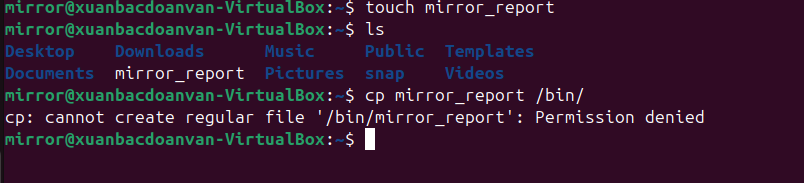 mirror@xuanbacdoanvan-VirtualBox:~$ touch mirror_report
mirror@xuanbacdoanvan-VirtualBox:~$ ls
Desktop Downloads Music Public Templates
Documents mirror_report Pictures snap Videos
mirror@xuanbacdoanvan-VirtualBox:~$ cp mirror_report /bin/
cp: cannot create regular file '/bin/mirror_report': Permission denied
mirror@xuanbacdoanvan-VirtualBox:~$